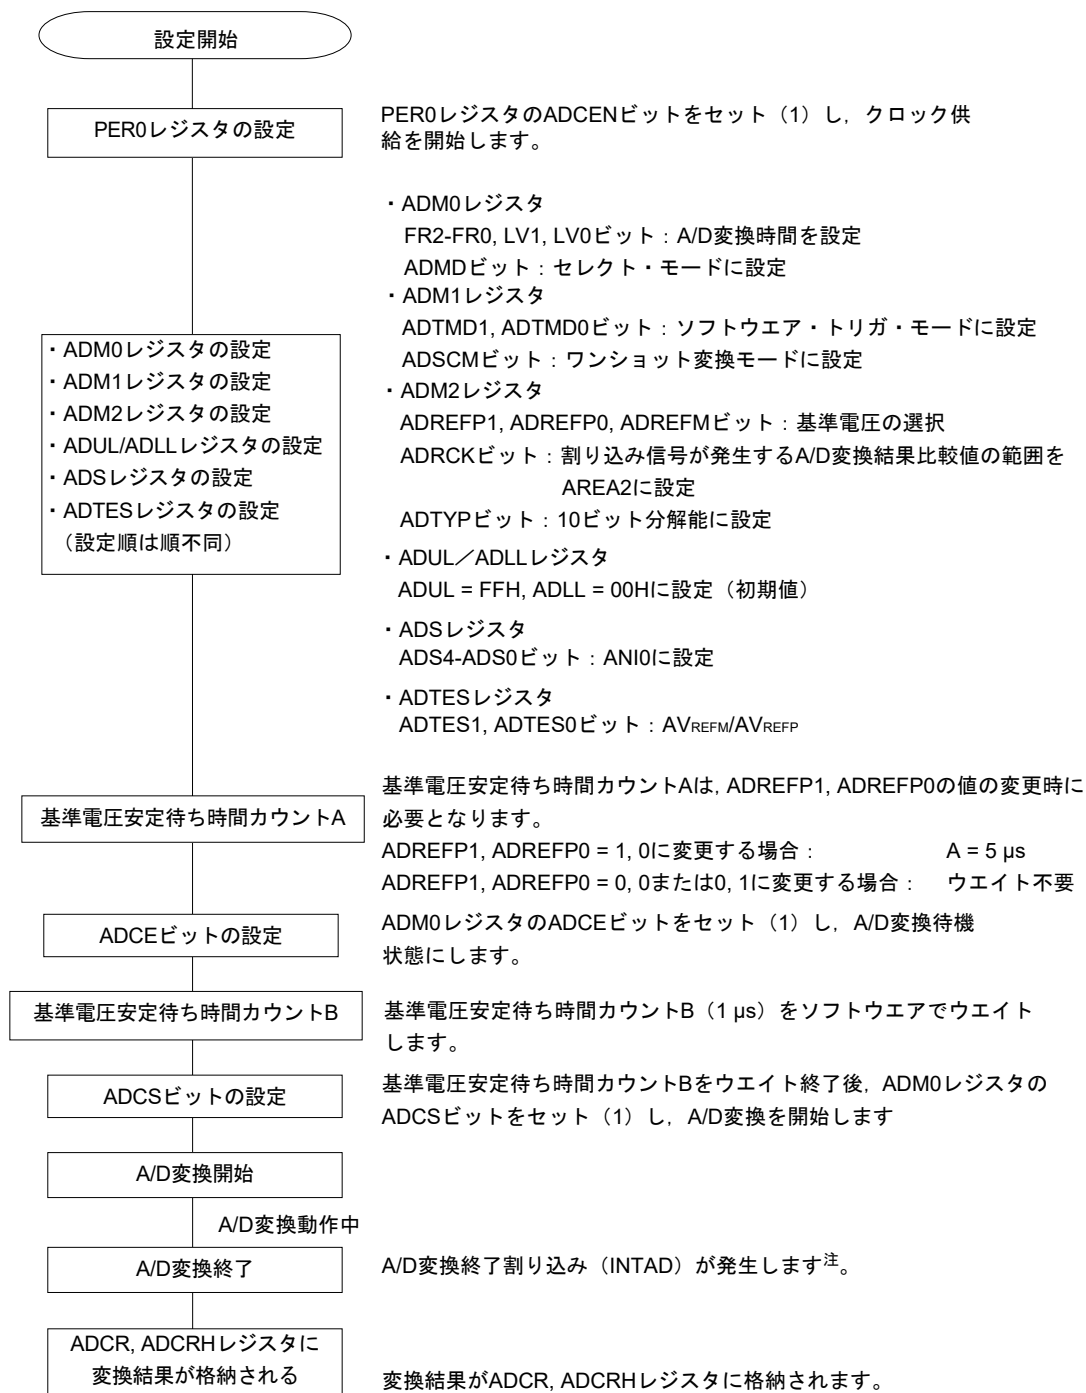 設定開始
PER0レジスタの設定
PER0レジスタのADCENビットをセット（1）し，クロック供
給を開始します。
・ADM0レジスタの設定
・ADM1レジスタの設定
・ADM2レジスタの設定
・ADUL/ADLLレジスタの設定
・ADSレジスタの設定
・ADTESレジスタの設定
（設定順は順不同）
・ADM0レジスタ
FR2-FR0, LV1, LV0ビット：A/D変換時間を設定
ADMDビット：セレクト・モードに設定
・ADM1レジスタ
ADTMD1, ADTMD0ビット：ソフトウエア・トリガ・モードに設定
ADSCMビット：ワンショット変換モードに設定
・ADM2レジスタ
ADREFP1, ADREFP0, ADREFMビット：基準電圧の選択
ADRCKビット：割り込み信号が発生するA/D変換結果比較値の範囲を
AREA2に設定
ADTYPビット：10ビット分解能に設定
・ADUL／ADLLレジスタ
ADUL = FFH, ADLL = 00Hに設定（初期値）
・ADSレジスタ
ADS4-ADS0ビット：ANI0に設定
・ADTESレジスタ
ADTES1, ADTES0ビット：AVREFM/AVREFP
基準電圧安定待ち時間カウントA
基準電圧安定待ち時間カウントAは, ADREFP1, ADREFP0の値の変更時に
必要となります。
ADREFP1, ADREFP0 = 1, 0に変更する場合： A = 5 μs
ADREFP1, ADREFP0 = 0, 0または0, 1に変更する場合： ウエイト不要
ADCEビットの設定
ADM0レジスタのADCEビットをセット（1）し，A/D変換待機
状態にします。
基準電圧安定待ち時間カウントB
基準電圧安定待ち時間カウントB（1 μs）をソフトウエアでウエイト
します。
ADCSビットの設定
基準電圧安定待ち時間カウントBをウエイト終了後，ADM0レジスタの
ADCSビットをセット（1）し，A/D変換を開始します
A/D変換開始
A/D変換動作中
A/D変換終了
A/D変換終了割り込み（INTAD）が発生します注。
ADCR, ADCRHレジスタに
変換結果が格納される
変換結果がADCR, ADCRHレジスタに格納されます。